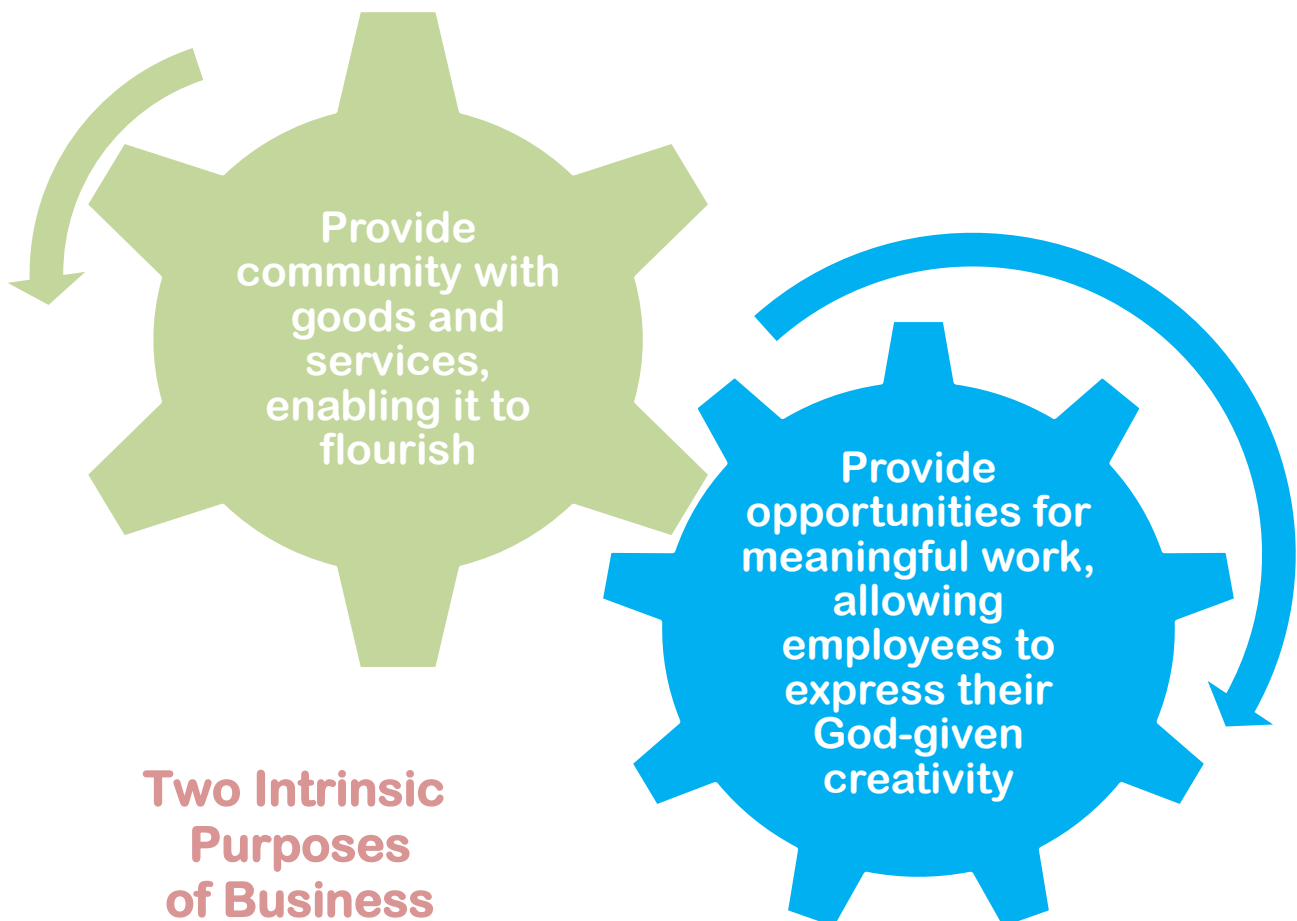 Provide
community with
goods and
services,
enabling it to
flourish
Provide
opportunities for
meaningful work,
allowing
employees to
express their
God-given
creativity
Two Intrinsic
Purposes
of Business